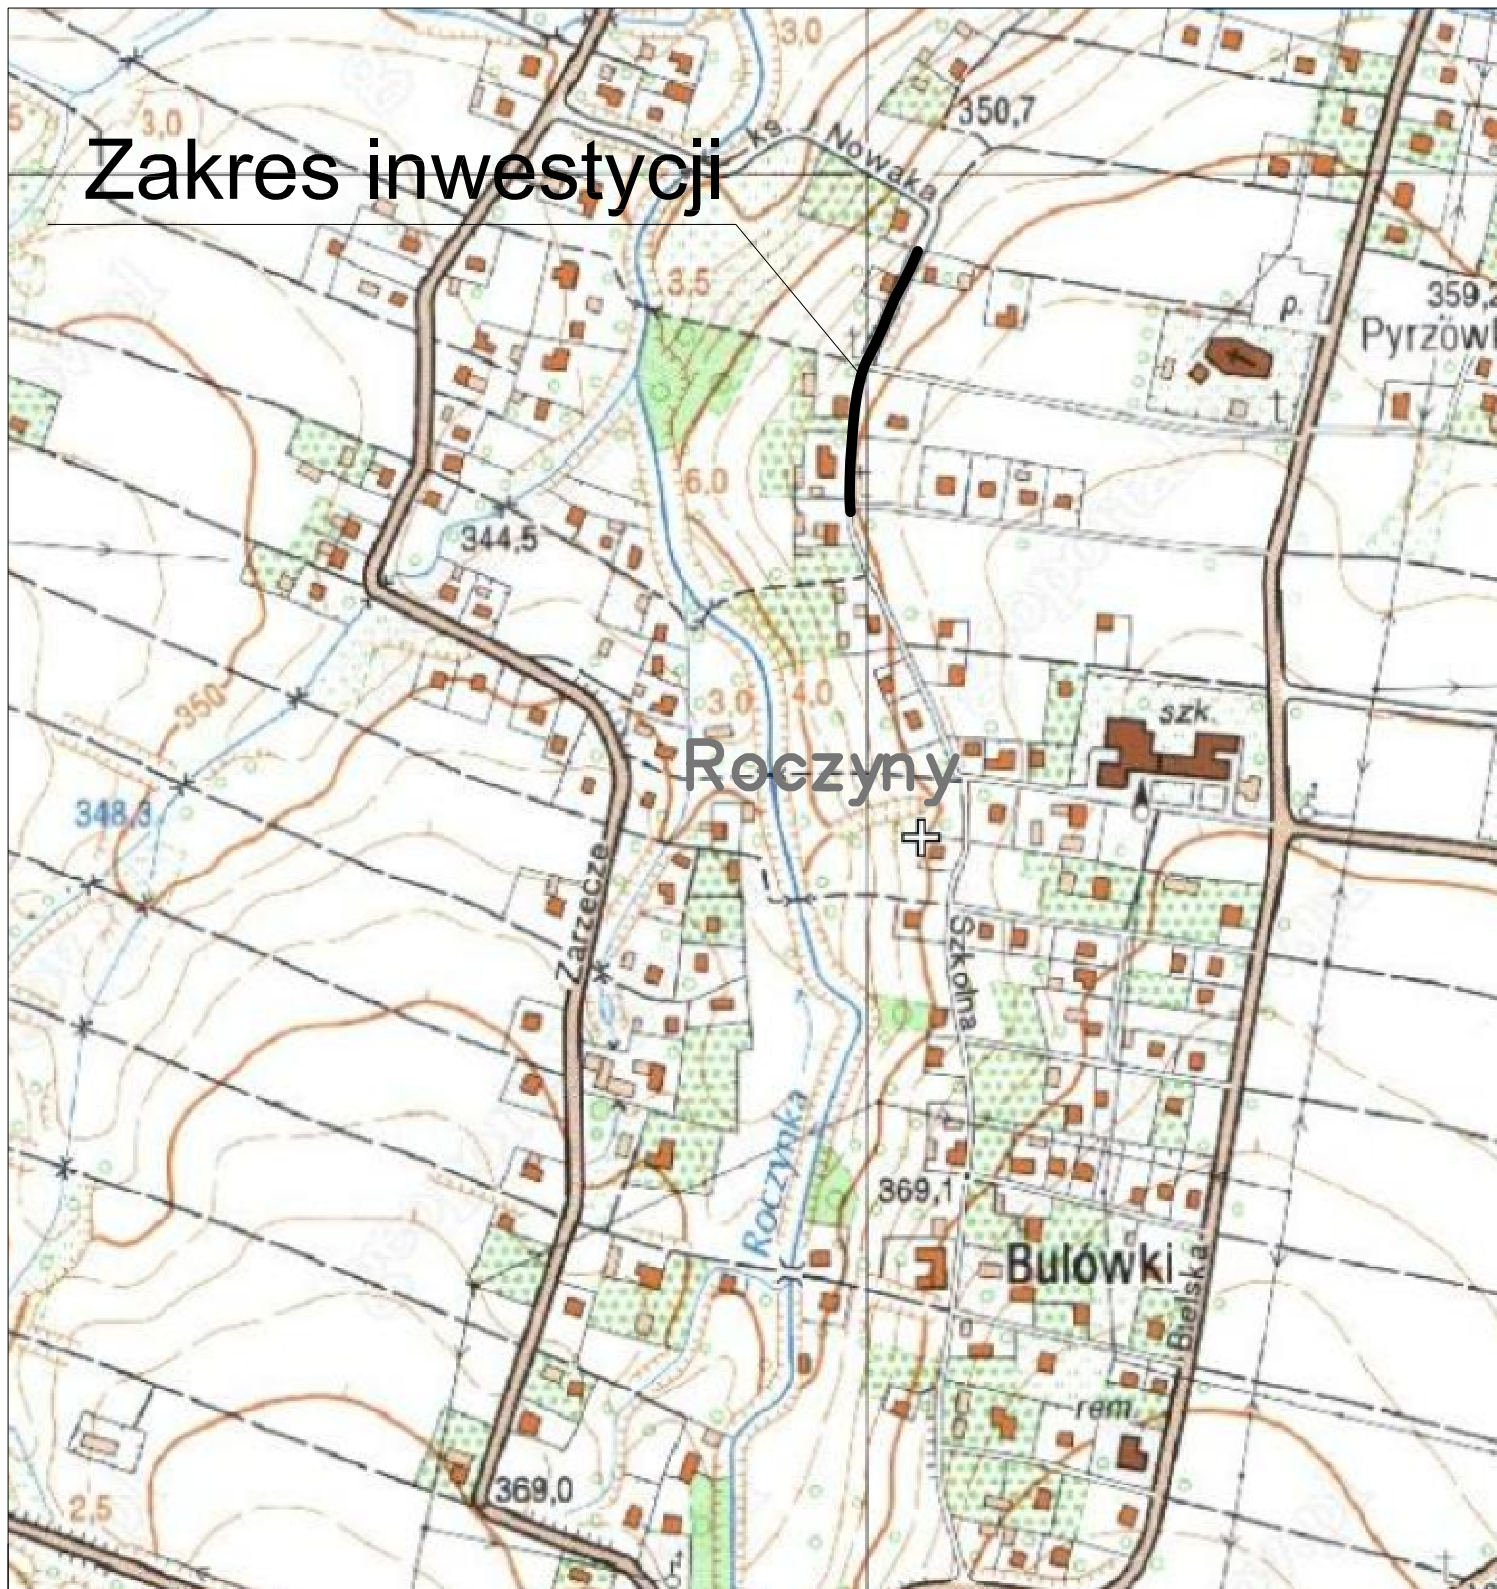 3,0
5
3,0
350,7
ks. J. Nowaka
Zakres inwestycji
3,5
359,2
p.
Pyrzówk
6,0
344,5
350
3,0
4,0
szk.
Roczyny
348,3
Zarzecze
Szkolna
Roczynka
369,1
Bulówki
Bielska
rem.
369,0
2,5